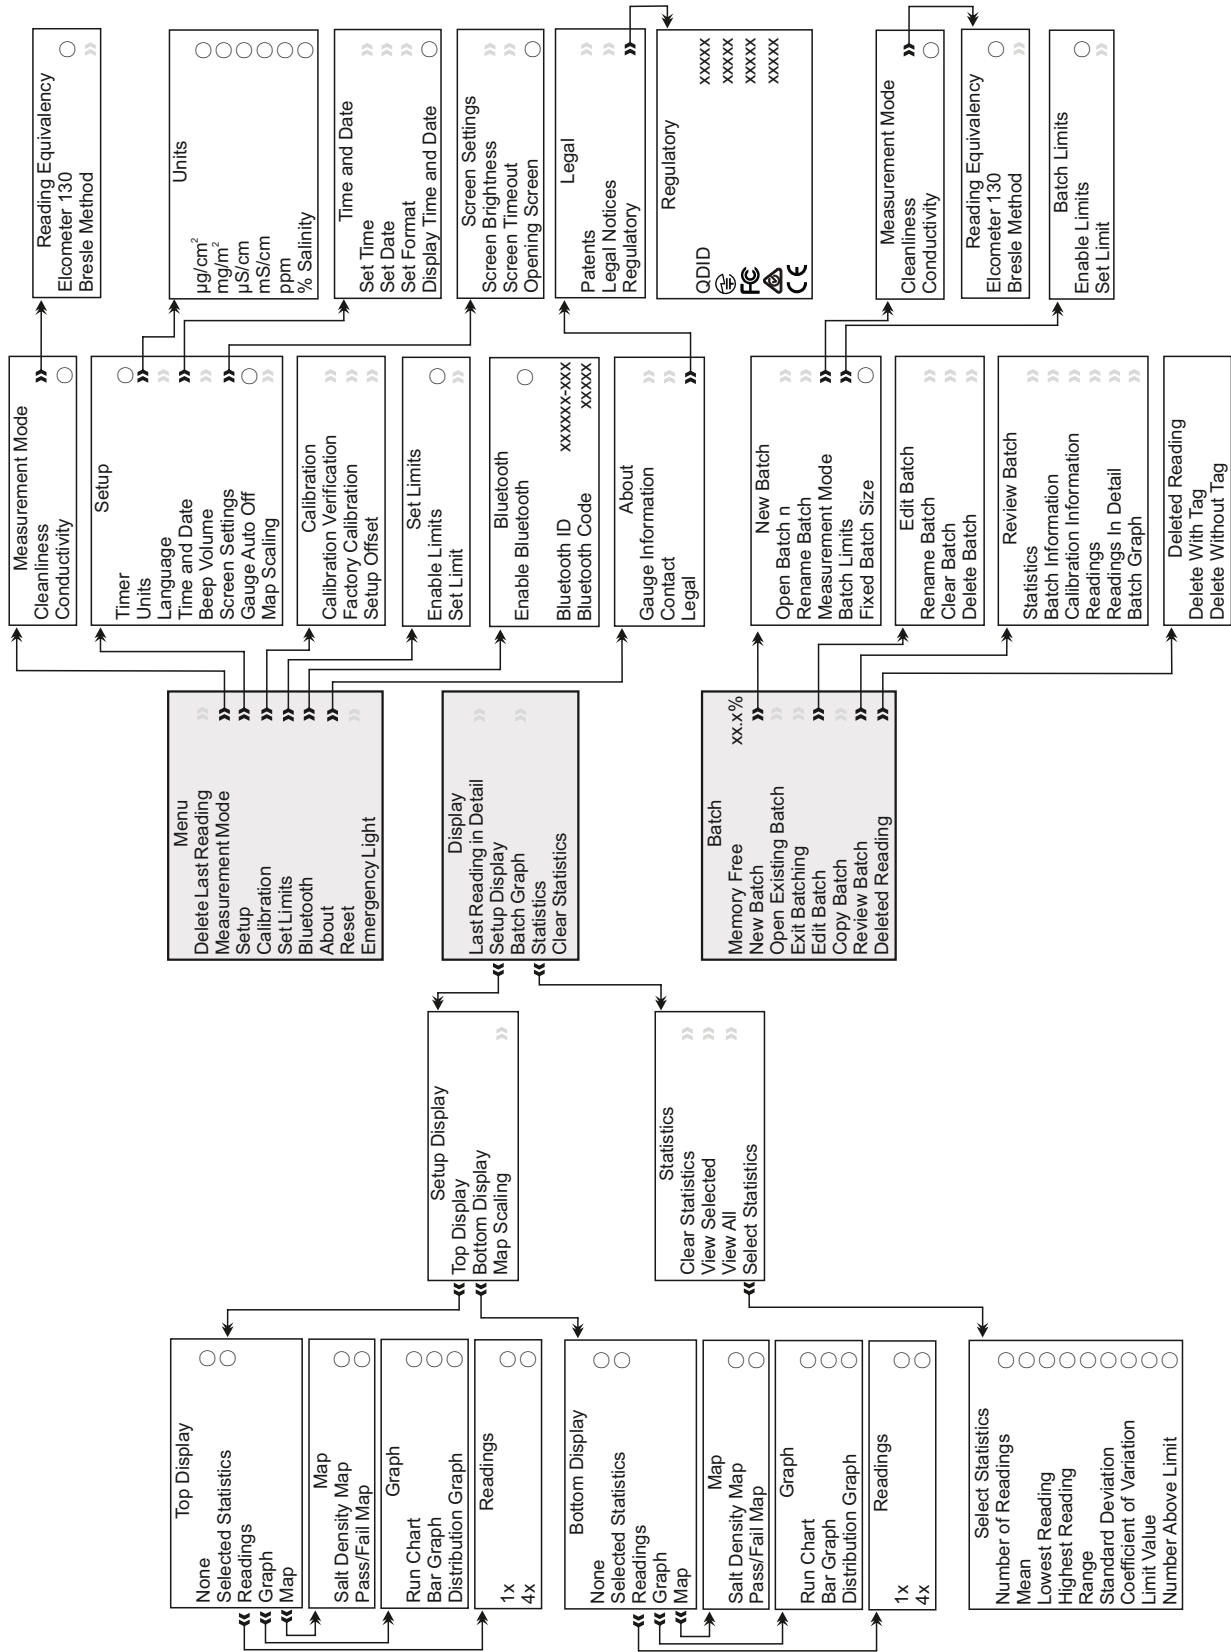 Menu
Delete Last Reading
Measurement Mode
Setup
Calibration
Set Limits
Bluetooth
About
Reset
Emergency Light
Measurement Mode
Cleanliness
Conductivity
Reading Equivalency
Elcometer 130
Bresle Method
Setup
Timer
Units
Language
Time and Date
Beep Volume
Screen Settings
Gauge Auto Off
Map Scaling
Units
µg/cm²
mg/m²
µS/cm
mS/cm
ppm
% Salinity
Time and Date
Set Time
Set Date
Set Format
Display Time and Date
Screen Settings
Screen Brightness
Screen Timeout
Opening Screen
Calibration
Calibration Verification
Factory Calibration
Setup Offset
Set Limits
Enable Limits
Set Limit
Bluetooth
Enable Bluetooth
Bluetooth ID xxxxxx-xxx
Bluetooth Code xxxxx
About
Gauge Information
Contact
Legal
Legal
Patents
Legal Notices
Regulatory
Regulatory
QDID xxxxx
xxxxx
FC xxxxx
xxxxx
CE
Display
Last Reading in Detail
Setup Display
Batch Graph
Statistics
Clear Statistics
Setup Display
Top Display
Bottom Display
Map Scaling
Top Display
None
Selected Statistics
Readings
Graph
Map
Map
Salt Density Map
Pass/Fail Map
Graph
Run Chart
Bar Graph
Distribution Graph
Readings
1x
4x
Bottom Display
None
Selected Statistics
Readings
Graph
Map
Map
Salt Density Map
Pass/Fail Map
Graph
Run Chart
Bar Graph
Distribution Graph
Readings
1x
4x
Statistics
Clear Statistics
View Selected
View All
Select Statistics
Select Statistics
Number of Readings
Mean
Lowest Reading
Highest Reading
Range
Standard Deviation
Coefficient of Variation
Limit Value
Number Above Limit
Batch
Memory Free xx.x%
New Batch
Open Existing Batch
Exit Batching
Edit Batch
Copy Batch
Review Batch
Deleted Reading
New Batch
Open Batch n
Rename Batch
Measurement Mode
Batch Limits
Fixed Batch Size
Measurement Mode
Cleanliness
Conductivity
Reading Equivalency
Elcometer 130
Bresle Method
Batch Limits
Enable Limits
Set Limit
Edit Batch
Rename Batch
Clear Batch
Delete Batch
Review Batch
Statistics
Batch Information
Calibration Information
Readings
Readings In Detail
Batch Graph
Deleted Reading
Delete With Tag
Delete Without Tag